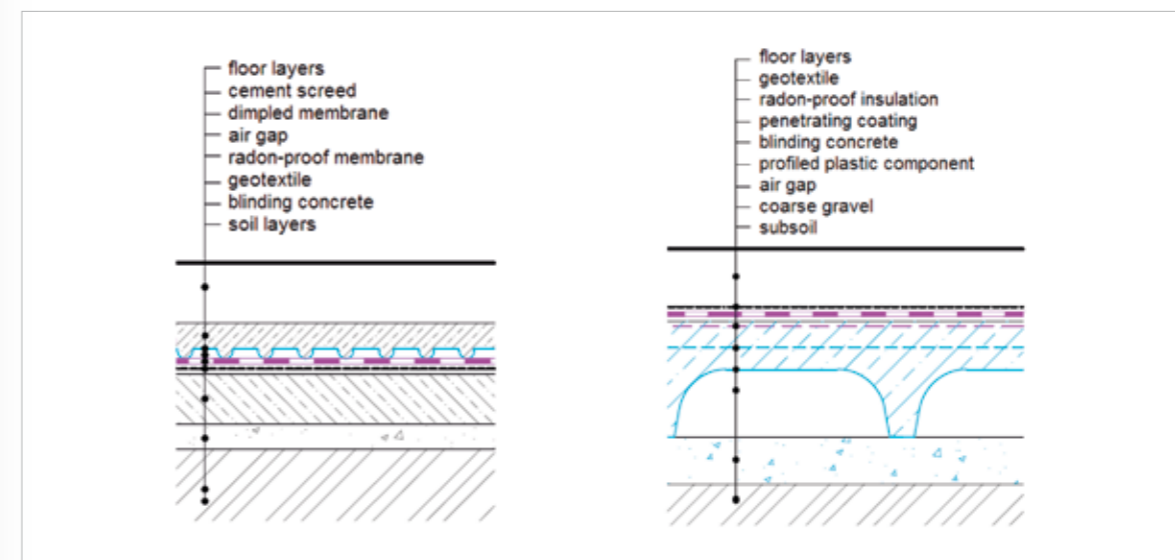 floor layers
cement screed
dimpled membrane
air gap
radon-proof membrane
geotextile
blinding concrete
soil layers
floor layers
geotextile
radon-proof insulation
penetrating coating
blinding concrete
profiled plastic component
air gap
coarse gravel
subsoil